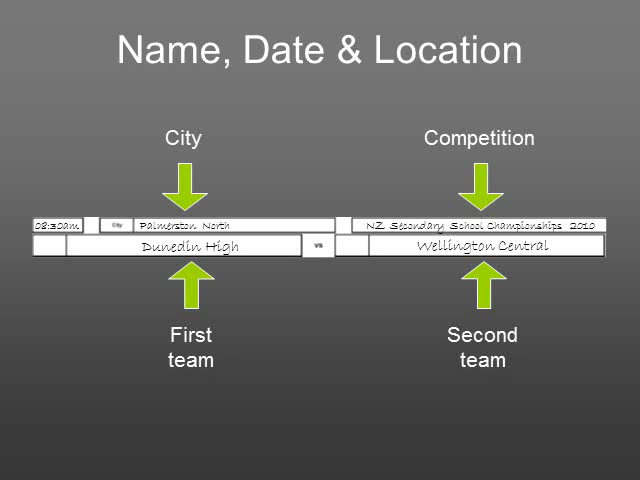 Name, Date & Location
City Competition
08:30am City Palmerston North NZ Secondary School Championships 2010
Dunedin High vs Wellington Central
First team
Second team